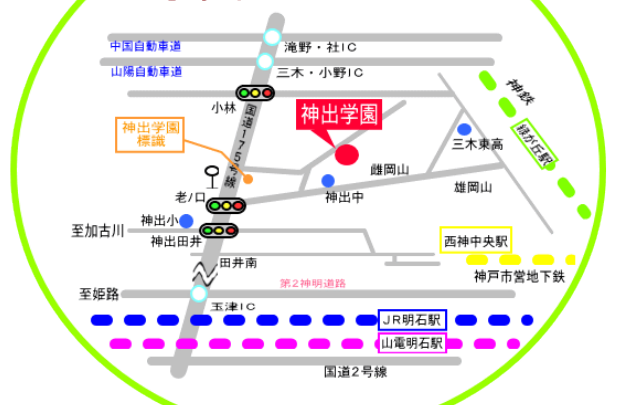 中国自動車道
滝野・社IC
山陽自動車道
三木・小野IC
神鉄
小林
国道175号線
神出学園
神出学園
標識
三木東高
緑が丘駅
雌岡山
雄岡山
老ノ口
神出中
神出小
至加古川
神出田井
西神中央駅
田井南
神戸市営地下鉄
第2神明道路
至姫路
玉津IC
JR明石駅
山電明石駅
国道2号線